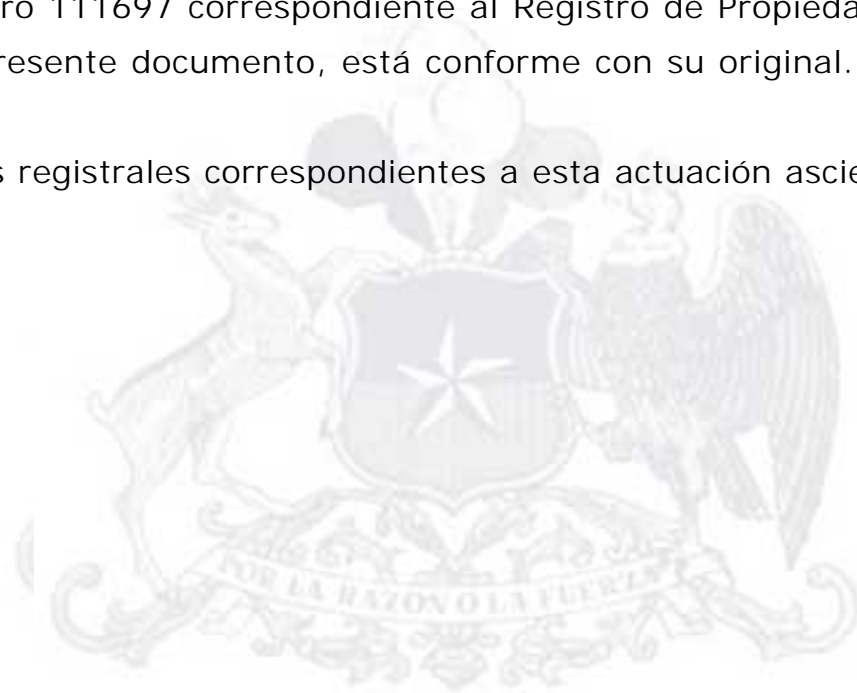 ro 111697 correspondiente al Registro de Propieda
resente documento, está conforme con su original.
s registrales correspondientes a esta actuación ascie
POR LA RAZON O LA FUERZA